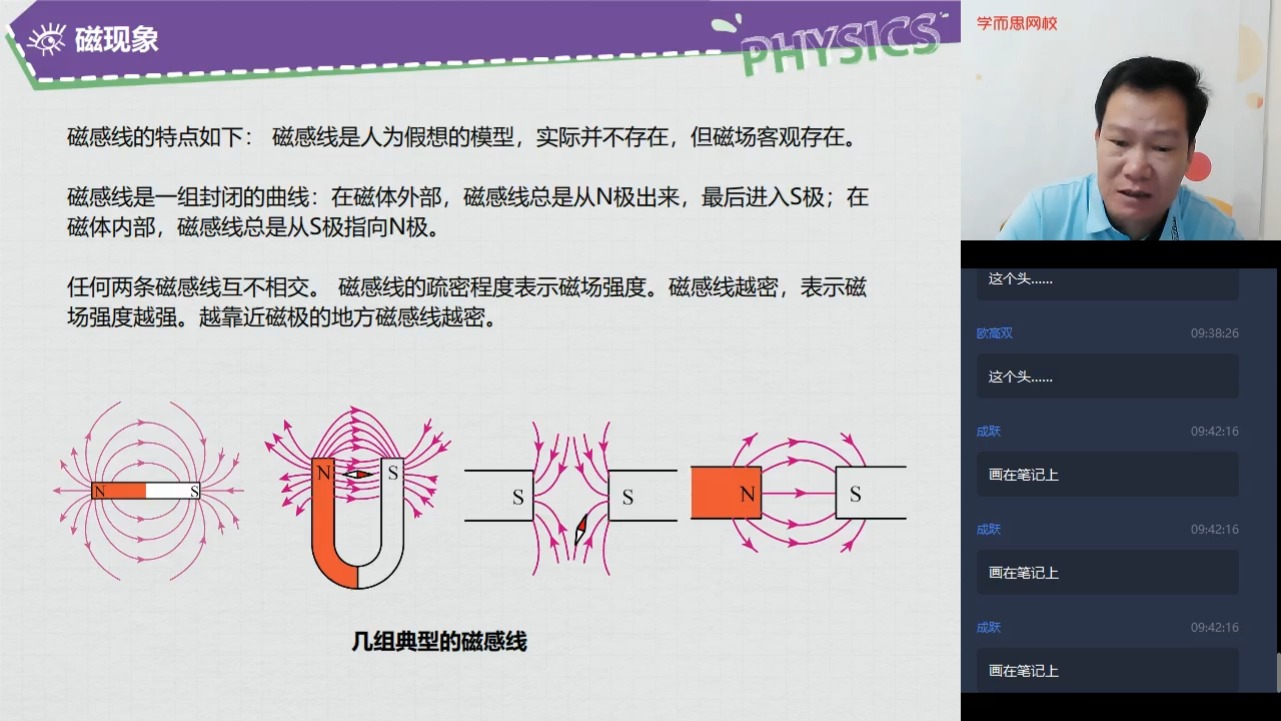 磁现象
PHYSICS
磁感线的特点如下： 磁感线是人为假想的模型，实际并不存在，但磁场客观存在。
磁感线是一组封闭的曲线：在磁体外部，磁感线总是从N极出来，最后进入S极；在
磁体内部，磁感线总是从S极指向N极。
任何两条磁感线互不相交。 磁感线的疏密程度表示磁场强度。磁感线越密，表示磁
场强度越强。越靠近磁极的地方磁感线越密。
N S
N S
S S
N S
几组典型的磁感线
学而思网校
这个头......
欧高双 09:38:26
这个头......
成跃 09:42:16
画在笔记上
成跃 09:42:16
画在笔记上
成跃 09:42:16
画在笔记上